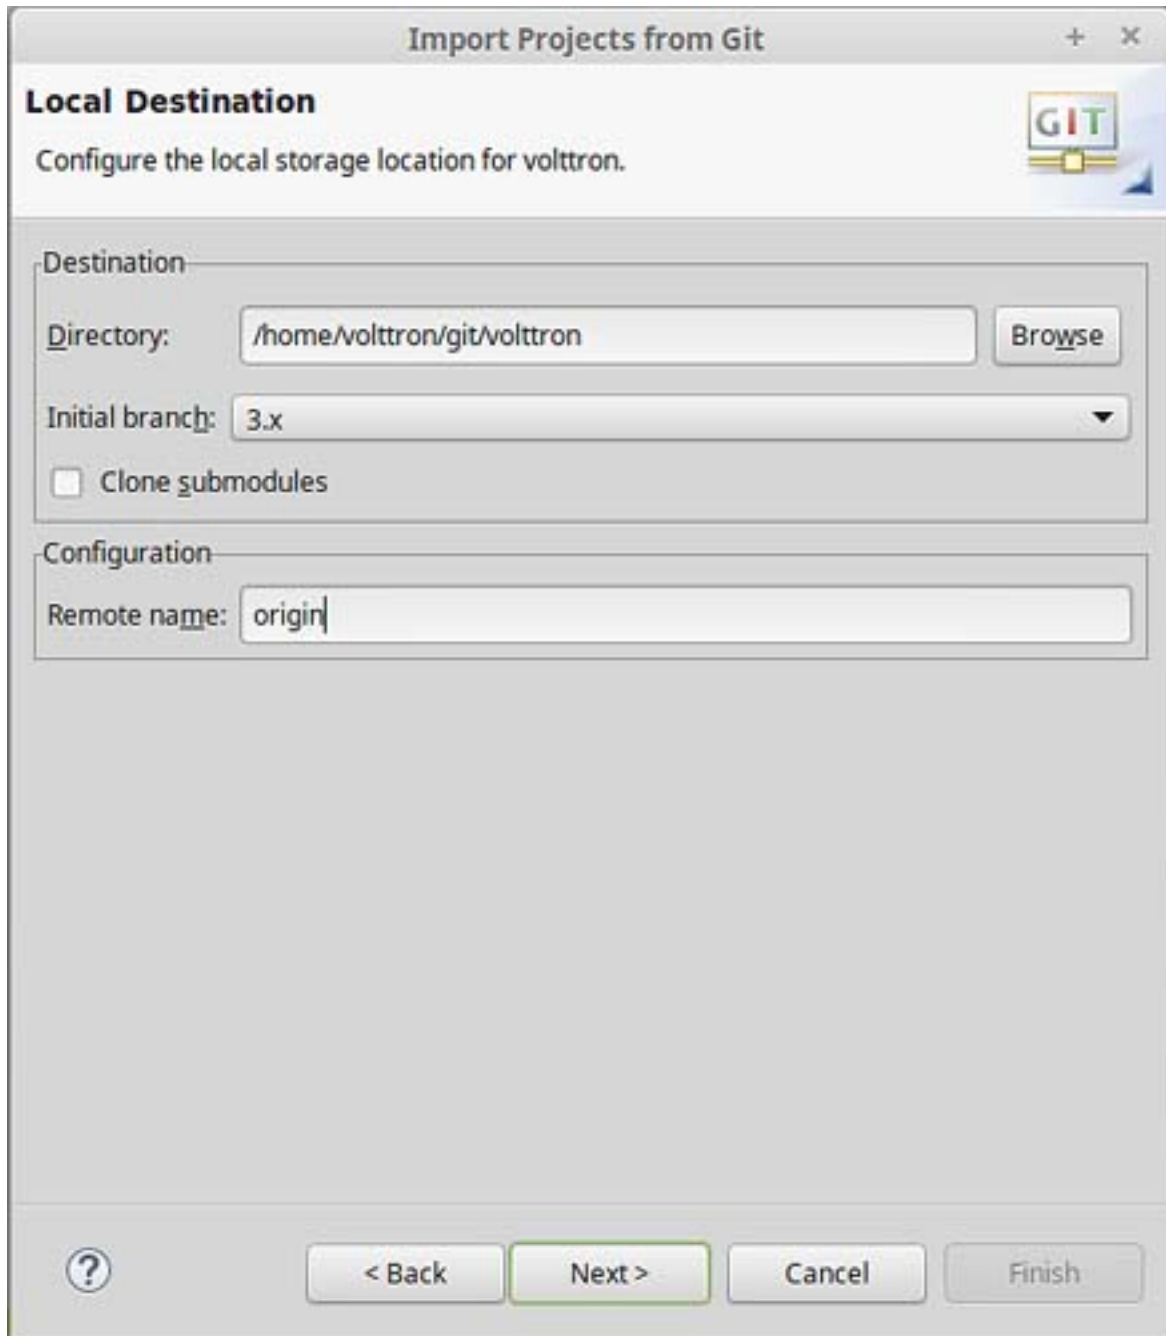 Import Projects from Git
Local Destination
GIT
Configure the local storage location for volttron.
Destination
Directory: /home/volttron/git/volttron Browse
Initial branch: 3.x
Clone submodules
Configuration
Remote name: origin
? < Back Next > Cancel Finish